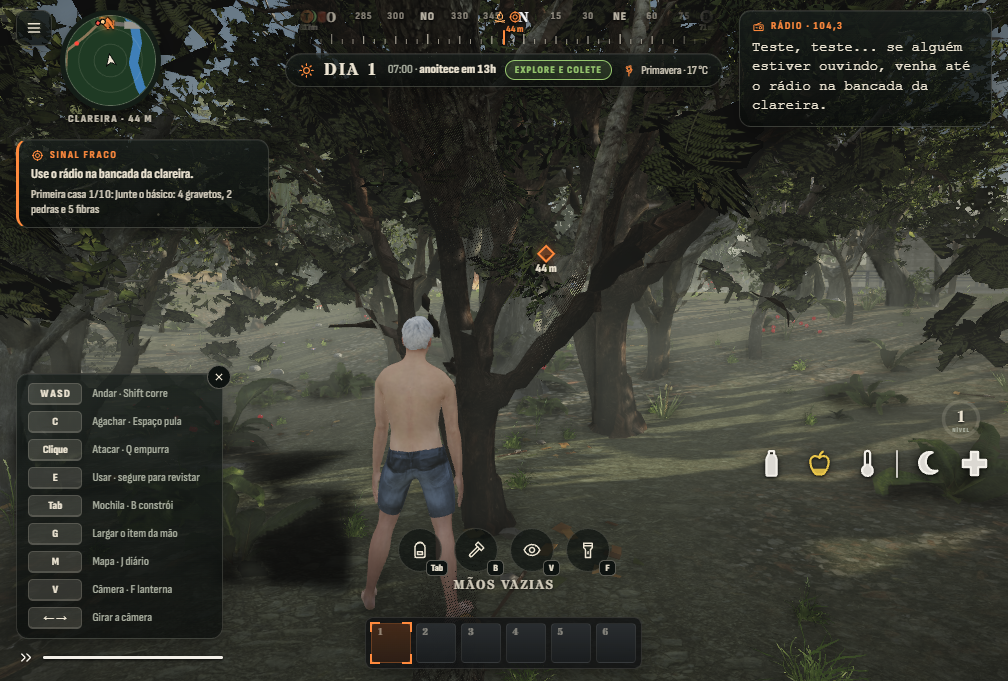 285 300 NO 330 345 N 15 30 NE 60
44m
N
CLAREIRA · 44 M
DIA 1 07:00 · anoitece em 13h EXPLORE E COLETE Primavera · 17 °C
RÁDIO · 104,3
Teste, teste... se alguém
estiver ouvindo, venha até
o rádio na bancada da
clareira.
SINAL FRACO
Use o rádio na bancada da clareira.
Primeira casa 1/10: Junte o básico: 4 gravetos, 2
pedras e 5 fibras
44 m
WASD Andar · Shift corre
C Agachar · Espaço pula
Clique Atacar · Q empurra
E Usar · segure para revistar
Tab Mochila · B constrói
G Largar o item da mão
M Mapa · J diário
V Câmera · F lanterna
←→ Girar a câmera
1
NÍVEL
Tab B V F
MÃOS VAZIAS
1 2 3 4 5 6